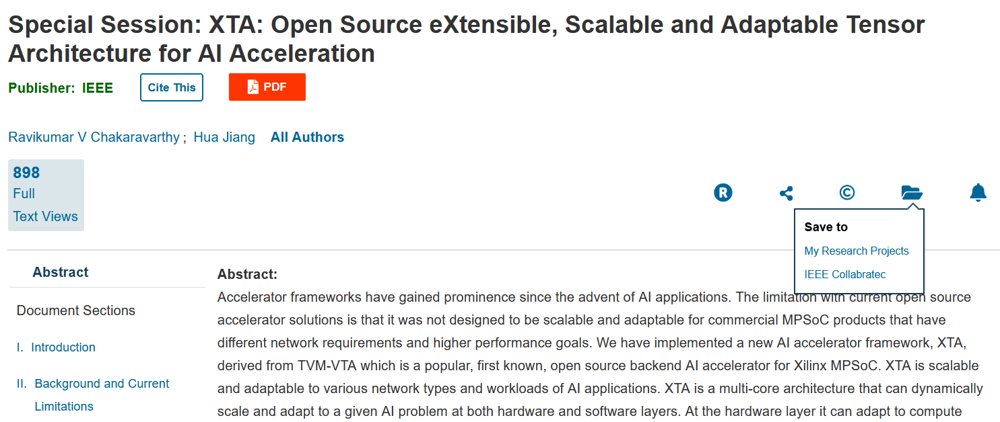 Special Session: XTA: Open Source eXtensible, Scalable and Adaptable Tensor
Architecture for AI Acceleration
Publisher: IEEE
Cite This
PDF
Ravikumar V Chakaravarthy ; Hua Jiang All Authors
898
Full
Text Views
R
©
Save to
My Research Projects
IEEE Collabratec
Abstract
Document Sections
I. Introduction
II. Background and Current
Limitations
Abstract:
Accelerator frameworks have gained prominence since the advent of AI applications. The limitation with current open source
accelerator solutions is that it was not designed to be scalable and adaptable for commercial MPSoC products that have
different network requirements and higher performance goals. We have implemented a new AI accelerator framework, XTA,
derived from TVM-VTA which is a popular, first known, open source backend AI accelerator for Xilinx MPSoC. XTA is scalable
and adaptable to various network types and workloads of AI applications. XTA is a multi-core architecture that can dynamically
scale and adapt to a given AI problem at both hardware and software layers. At the hardware layer it can adapt to compute